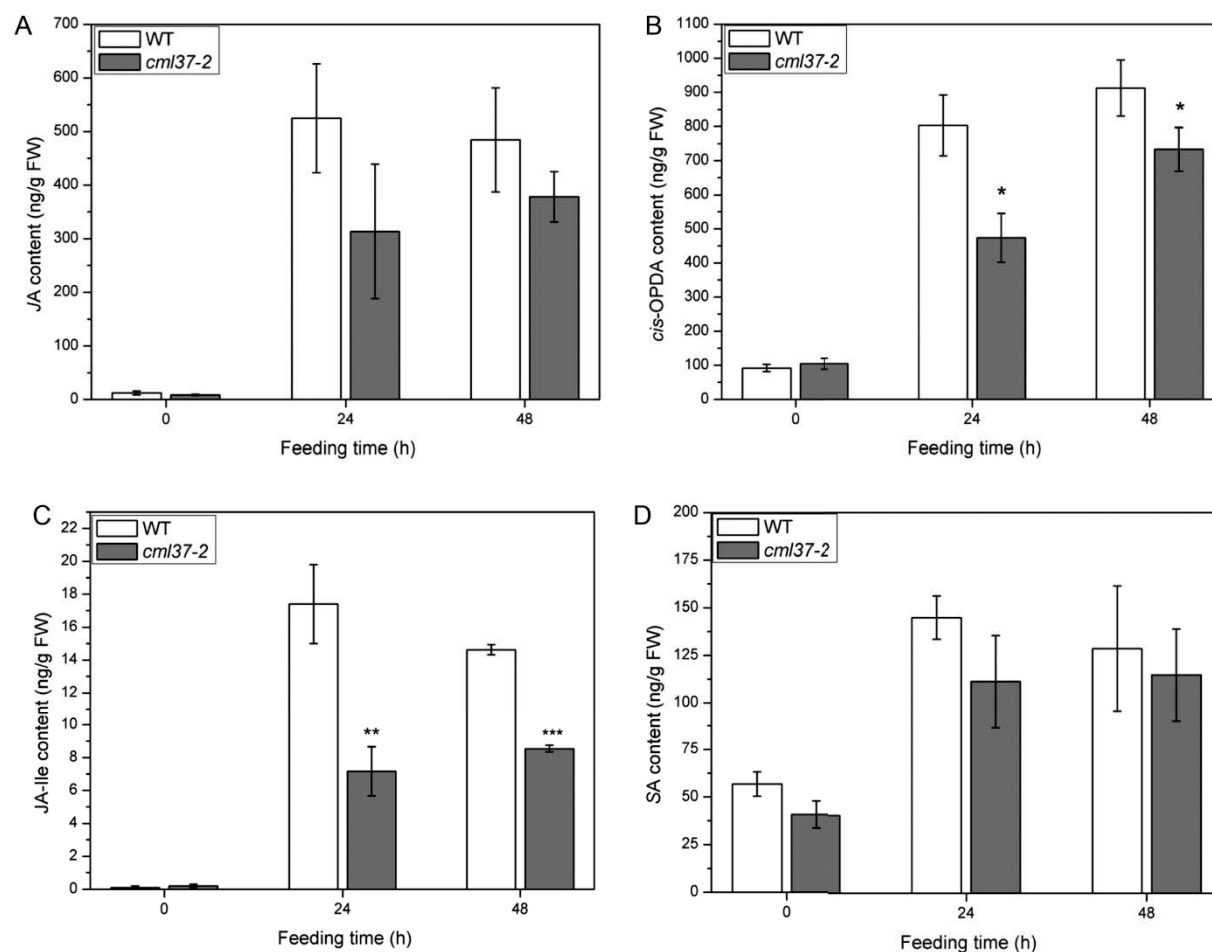 A
WT
cml37-2
700
600
500
400
300
200
100
0
JA content (ng/g FW)
0 24 48
Feeding time (h)
B
WT
cml37-2
1100
1000
900
800
700
600
500
400
300
200
100
0
cis-OPDA content (ng/g FW)
*
*
0 24 48
Feeding time (h)
C
WT
cml37-2
22
20
18
16
14
12
10
8
6
4
2
0
JA-Ile content (ng/g FW)
**
***
0 24 48
Feeding time (h)
D
WT
cml37-2
200
175
150
125
100
75
50
25
0
SA content (ng/g FW)
0 24 48
Feeding time (h)